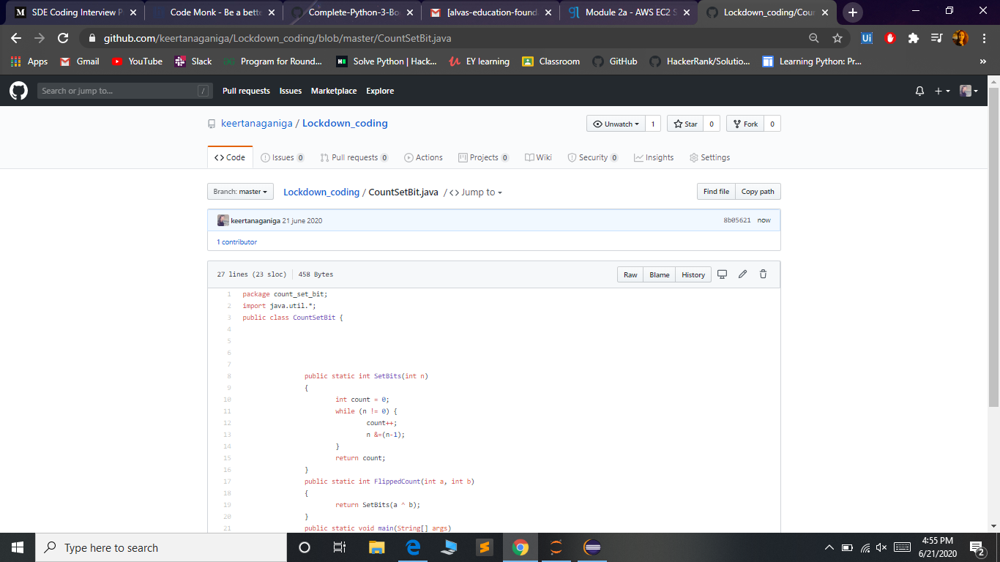 SDE Coding Interview P
Code Monk - Be a bette
Complete-Python-3-Boo
[alvas-education-found
Module 2a - AWS EC2 S
Lockdown_coding/Coun
github.com/keertanaganiga/Lockdown_coding/blob/master/CountSetBit.java
Apps Gmail YouTube Slack Program for Round... Solve Python | Hack... EY learning Classroom GitHub HackerRank/Solutio... Learning Python: Pr... »
Search or jump to... / Pull requests Issues Marketplace Explore
keertanaganiga / Lockdown_coding Unwatch 1 Star 0 Fork 0
<> Code Issues 0 Pull requests 0 Actions Projects 0 Wiki Security 0 Insights Settings
Branch: master Lockdown_coding / CountSetBit.java / <> Jump to Find file Copy path
keertanaganiga 21 june 2020 8b05621 now
1 contributor
27 lines (23 sloc) 458 Bytes Raw Blame History
1 package count_set_bit;
2 import java.util.*;
3 public class CountSetBit {
4
5
6
7
8 public static int SetBits(int n)
9 {
10 int count = 0;
11 while (n != 0) {
12 count++;
13 n &=(n-1);
14 }
15 return count;
16 }
17 public static int FlippedCount(int a, int b)
18 {
19 return SetBits(a ^ b);
20 }
21 public static void main(String[] args)
Type here to search
4:55 PM
6/21/2020
2